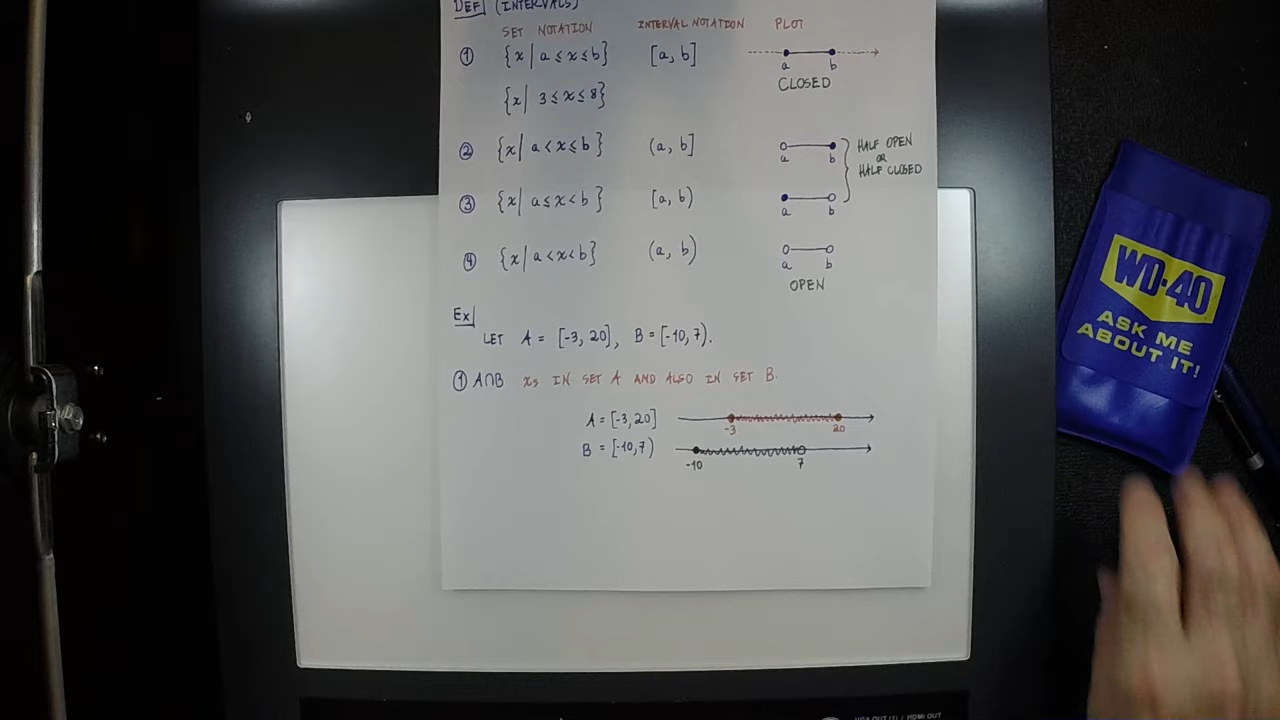 DEF (INTERVALS)
SET NOTATION INTERVAL NOTATION PLOT
① {x | a ≤ x ≤ b} [a, b] a b
CLOSED
{x | 3 ≤ x ≤ 8}
② {x | a < x ≤ b} (a, b] a b
HALF OPEN
OR
HALF CLOSED
③ {x | a ≤ x < b} [a, b) a b
④ {x | a < x < b} (a, b) a b
OPEN
Ex
LET A = [-3, 20], B = [-10, 7).
① A∩B xs IN SET A AND ALSO IN SET B.
A = [-3, 20] -3 20
B = [-10, 7) -10 7
WD-40
ASK ME
ABOUT IT!